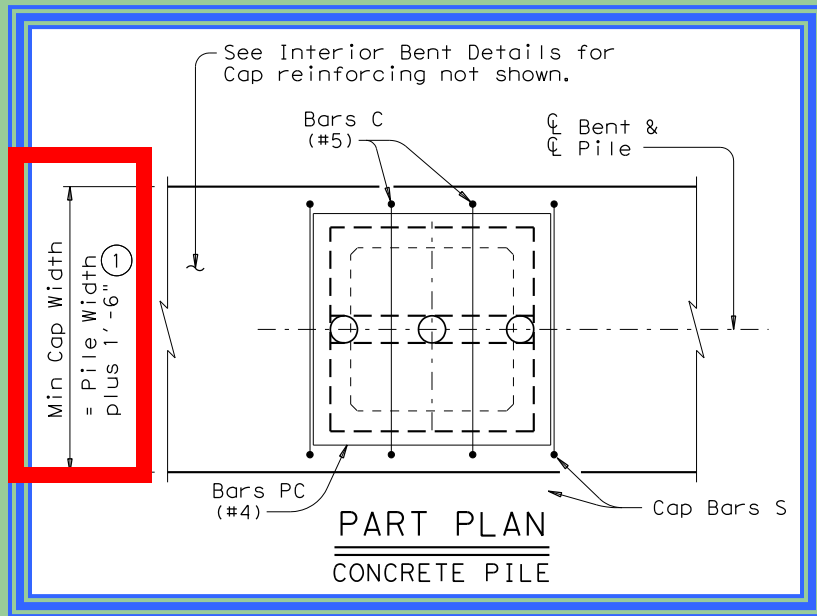 See Interior Bent Details for
Cap reinforcing not shown.
Bars C
(#5)
℄ Bent &
℄ Pile
Min Cap Width
= Pile Width
plus 1'-6"
1
Bars PC
(#4)
Cap Bars S
PART PLAN
CONCRETE PILE